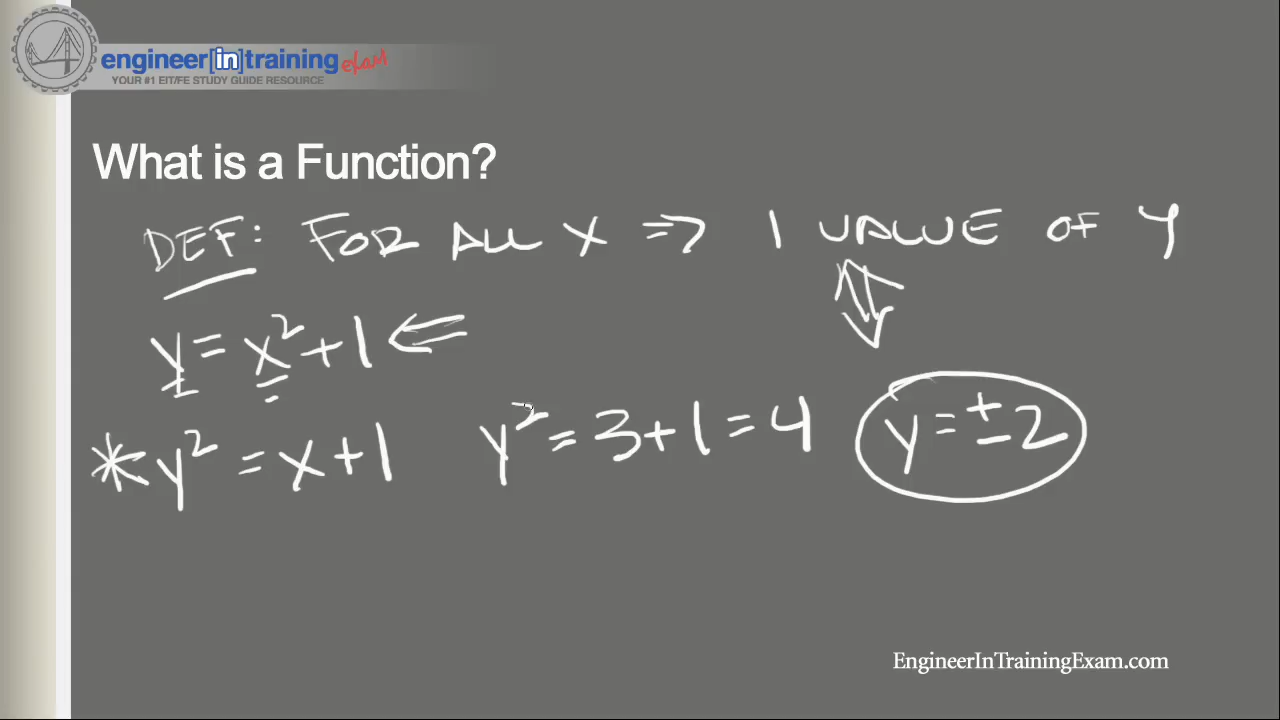 engineer[in]training exam
YOUR #1 EIT/FE STUDY GUIDE RESOURCE
What is a Function?
DEF: FOR ALL X => 1 VALUE OF Y
y = x² + 1
* y² = x + 1 y² = 3 + 1 = 4 y = ± 2
EngineerInTrainingExam.com